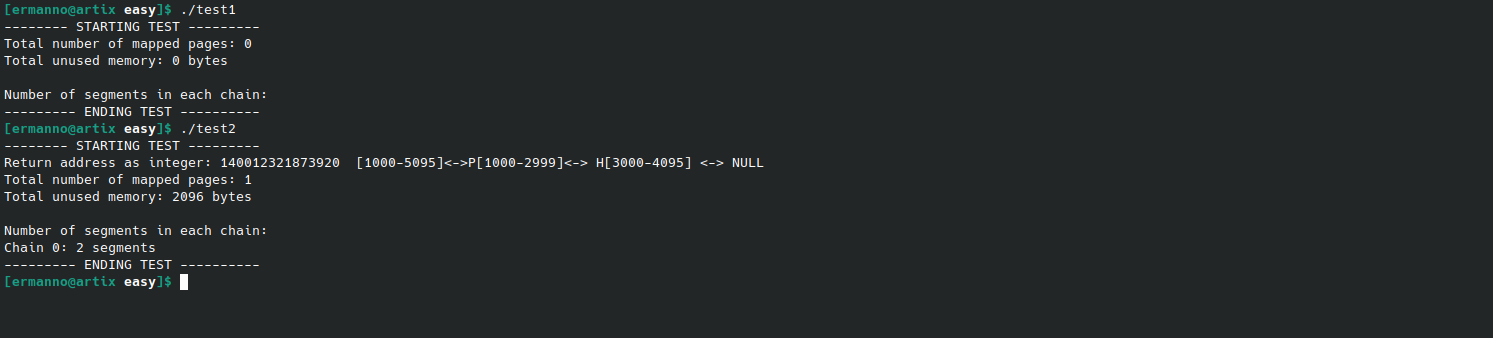 [ermanno@artix easy]$ ./test1
-------- STARTING TEST ---------
Total number of mapped pages: 0
Total unused memory: 0 bytes
Number of segments in each chain:
--------- ENDING TEST ----------
[ermanno@artix easy]$ ./test2
-------- STARTING TEST ---------
Return address as integer: 140012321873920  [1000-5095]<->P[1000-2999]<-> H[3000-4095] <-> NULL
Total number of mapped pages: 1
Total unused memory: 2096 bytes
Number of segments in each chain:
Chain 0: 2 segments
--------- ENDING TEST ----------
[ermanno@artix easy]$